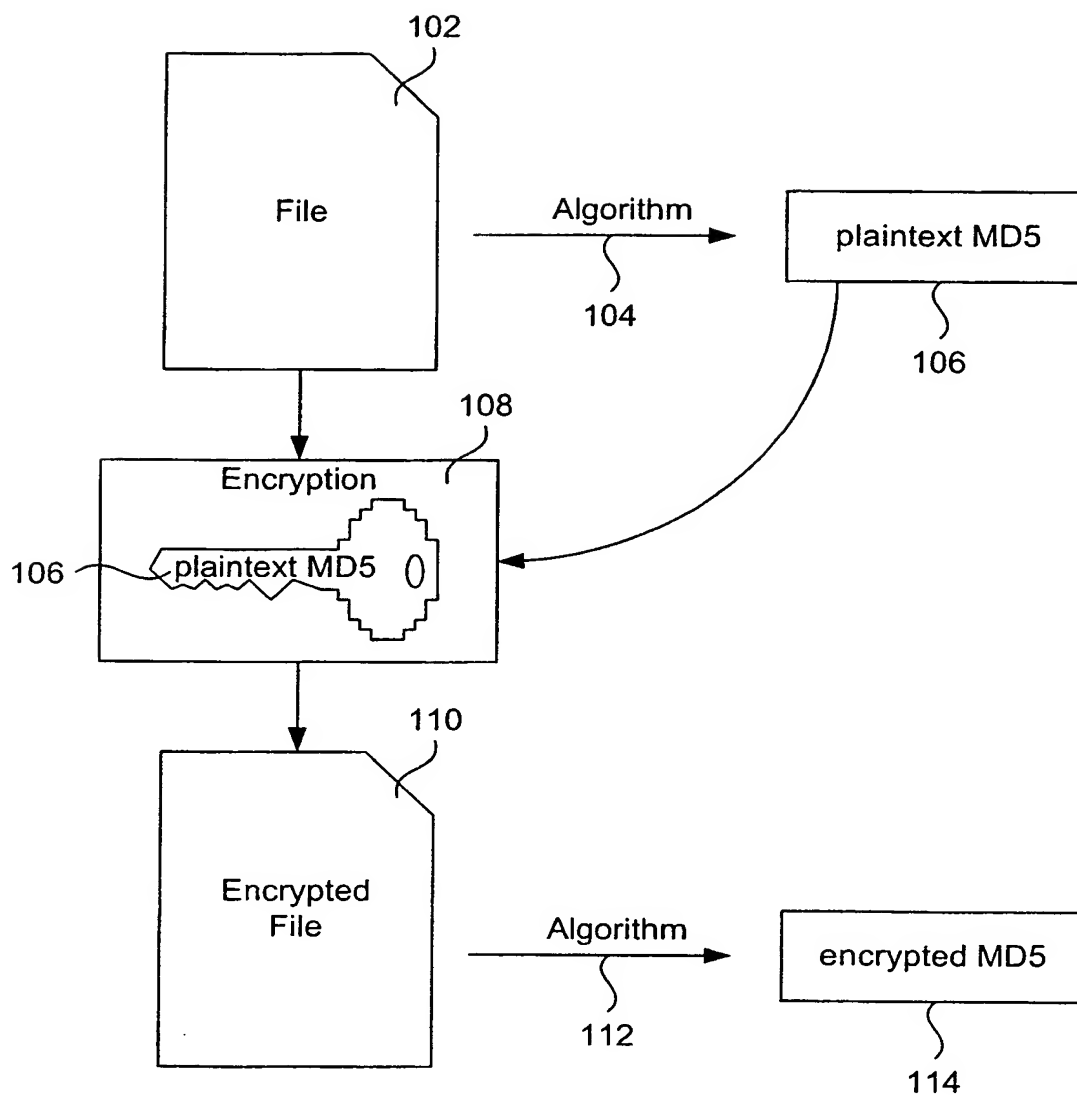 102
File
Algorithm
104
plaintext MD5
106
108
Encryption
106
plaintext MD5
110
Encrypted
File
Algorithm
112
encrypted MD5
114